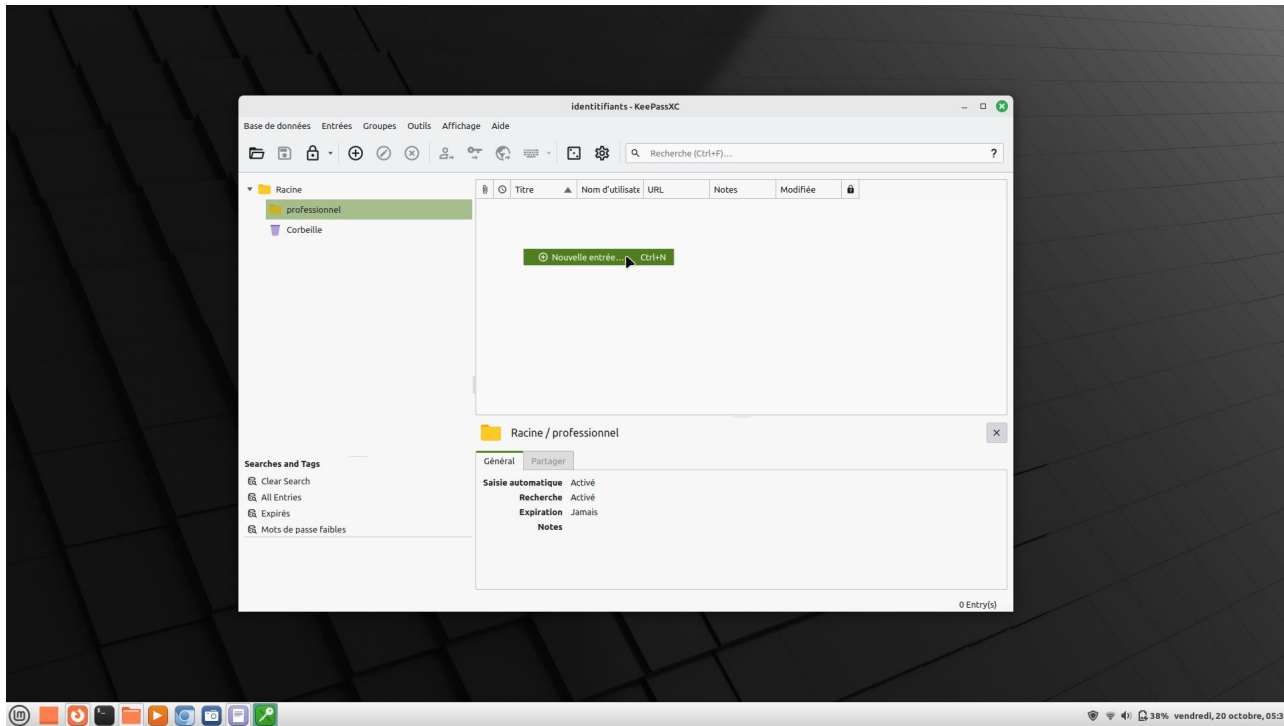 identitifiants - KeePassXC
Base de données Entrées Groupes Outils Affichage Aide
Recherche (Ctrl+F)... ?
Racine
professionnel
Corbeille
Titre Nom d'utilisate URL Notes Modifiée
Nouvelle entrée... Ctrl+N
Racine / professionnel
Général Partager
Saisie automatique Activé
Recherche Activé
Expiration Jamais
Notes
Searches and Tags
Clear Search
All Entries
Expirés
Mots de passe faibles
0 Entry(s)
38% vendredi, 20 octobre, 05:3